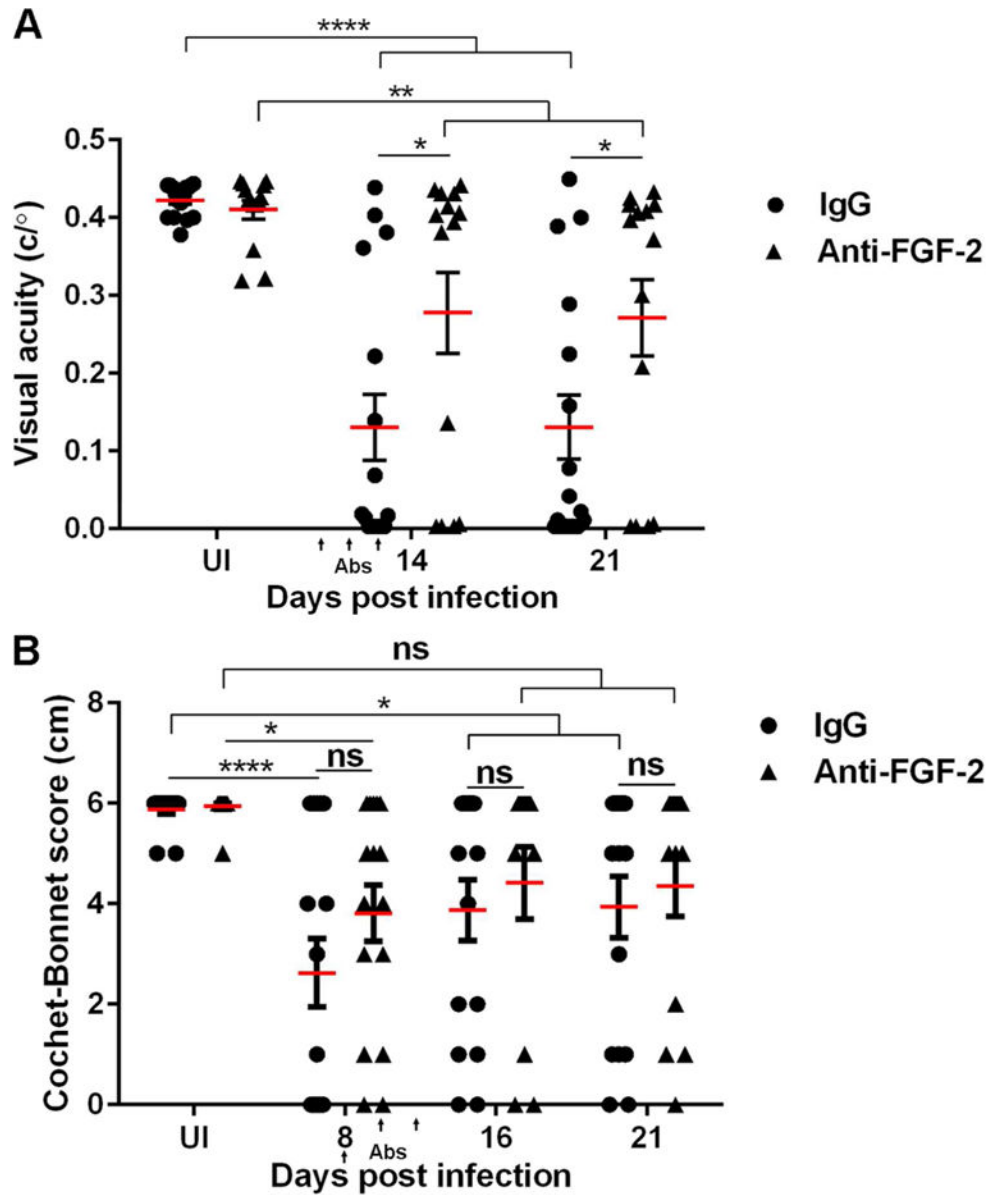 A
****
**
*
*
0.5
0.4
0.3
0.2
0.1
0.0
Visual acuity (c/°)
IgG
Anti-FGF-2
UI
14
21
Abs
Days post infection
B
ns
*
*
ns
****
ns
ns
8
6
4
2
0
Cochet-Bonnet score (cm)
IgG
Anti-FGF-2
UI
8
16
21
Abs
Days post infection